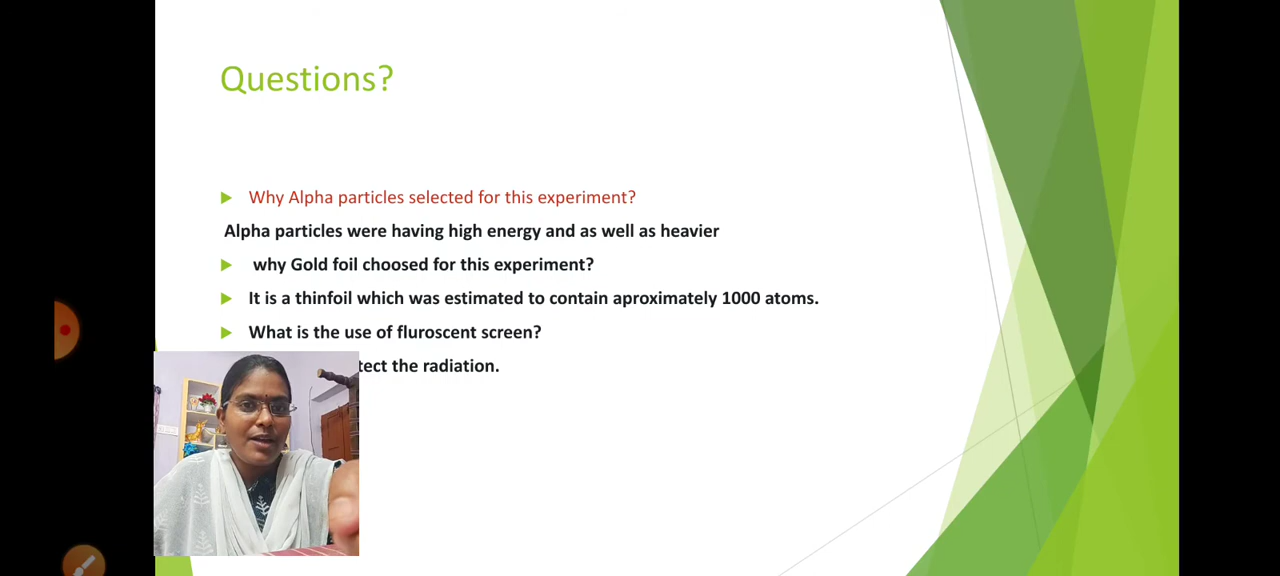 Questions?
Why Alpha particles selected for this experiment?
Alpha particles were having high energy and as well as heavier
why Gold foil choosed for this experiment?
It is a thinfoil which was estimated to contain aproximately 1000 atoms.
What is the use of fluroscent screen?
the radiation.